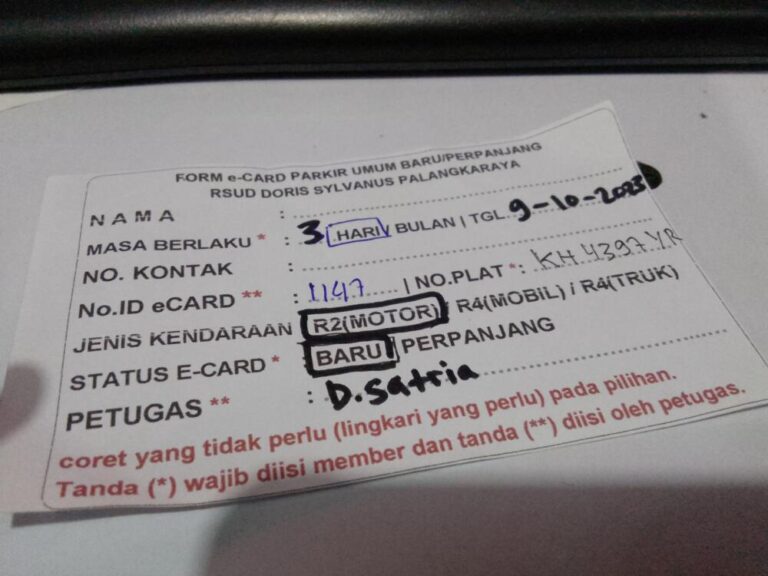 FORM e-CARD PARKIR UMUM BARU/PERPANJANG
RSUD DORIS SYLVANUS PALANGKARAYA
NAMA :
MASA BERLAKU * : 3 HARI / BULAN | TGL. 9-10-2023
NO. KONTAK :
No.ID eCARD ** : 1147 | NO.PLAT *: KH 4397 YR
JENIS KENDARAAN : R2(MOTOR) / R4(MOBIL) / R4(TRUK)
STATUS E-CARD * : BARU | PERPANJANG
PETUGAS ** : D.Satria
coret yang tidak perlu (lingkari yang perlu) pada pilihan.
Tanda (*) wajib diisi member dan tanda (**) diisi oleh petugas.